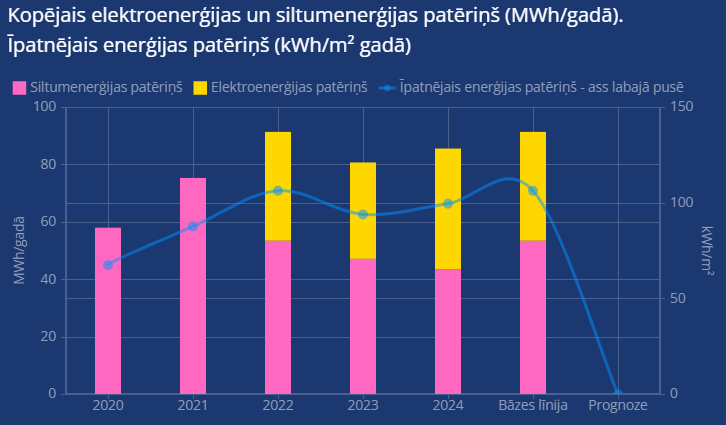 Kopējais elektroenerģijas un siltumenerģijas patēriņš (MWh/gadā).
Īpatnējais enerģijas patēriņš (kWh/m² gadā)
Siltumenerģijas patēriņš Elektroenerģijas patēriņš Īpatnējais enerģijas patēriņš - ass labajā pusē
100 150
80
60 100
40
20 50
0 0
MWh/gadā
kWh/m²
2020 2021 2022 2023 2024 Bāzes līnija Prognoze